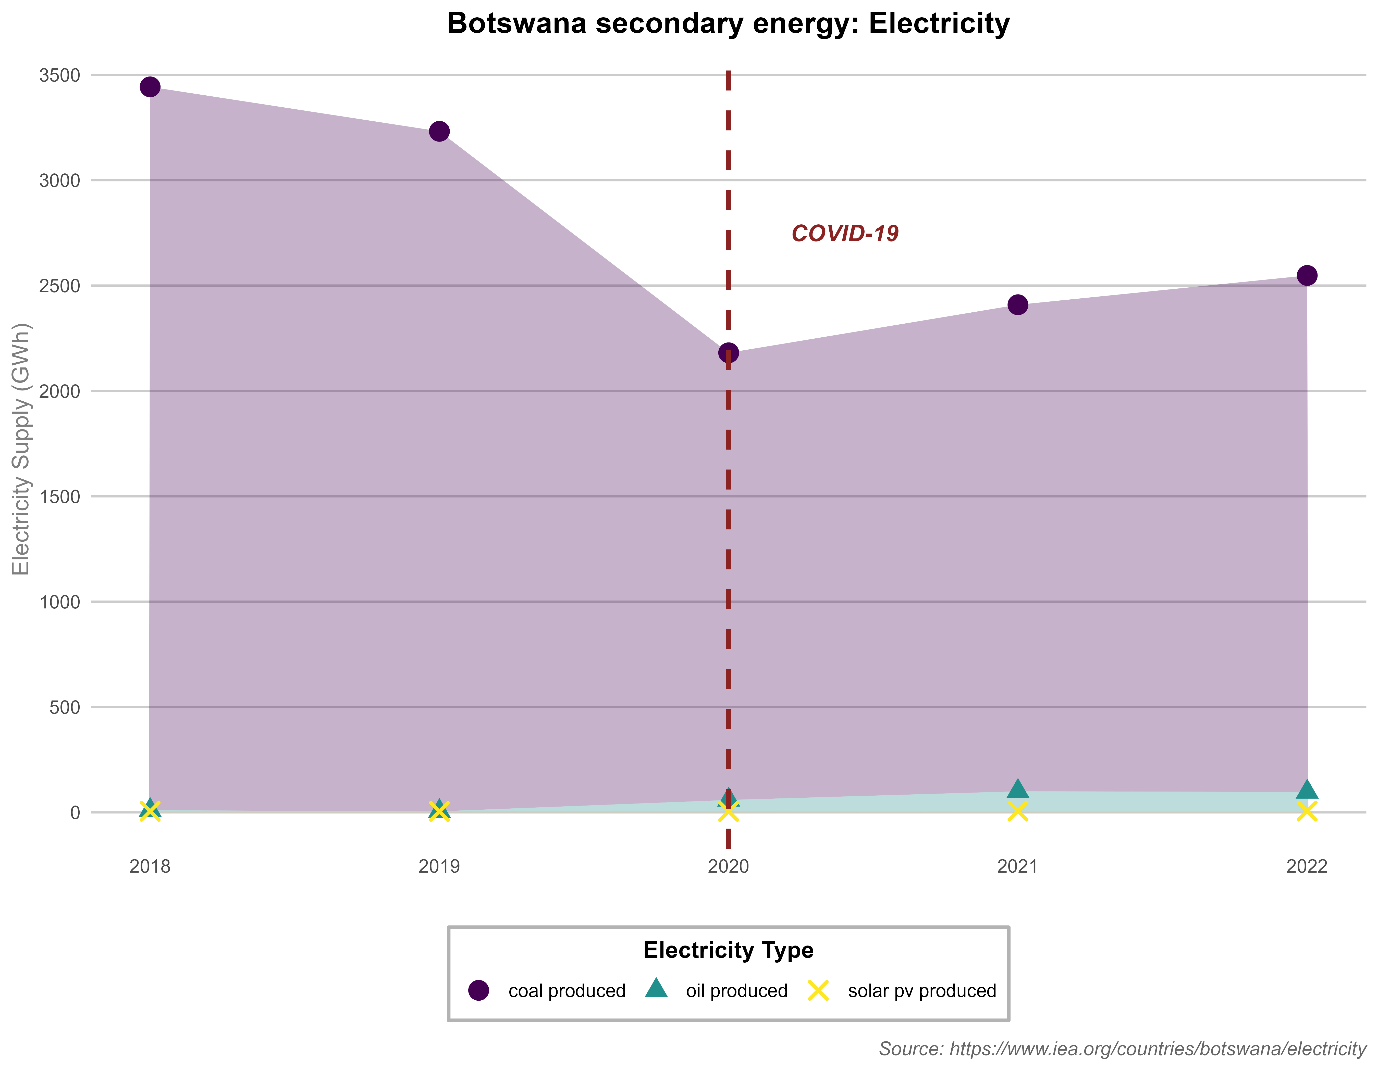 Botswana secondary energy: Electricity
Electricity Supply (GWh)
3500
3000
2500
2000
1500
1000
500
0
COVID-19
2018 2019 2020 2021 2022
Electricity Type
coal produced oil produced solar pv produced
Source: https://www.iea.org/countries/botswana/electricity